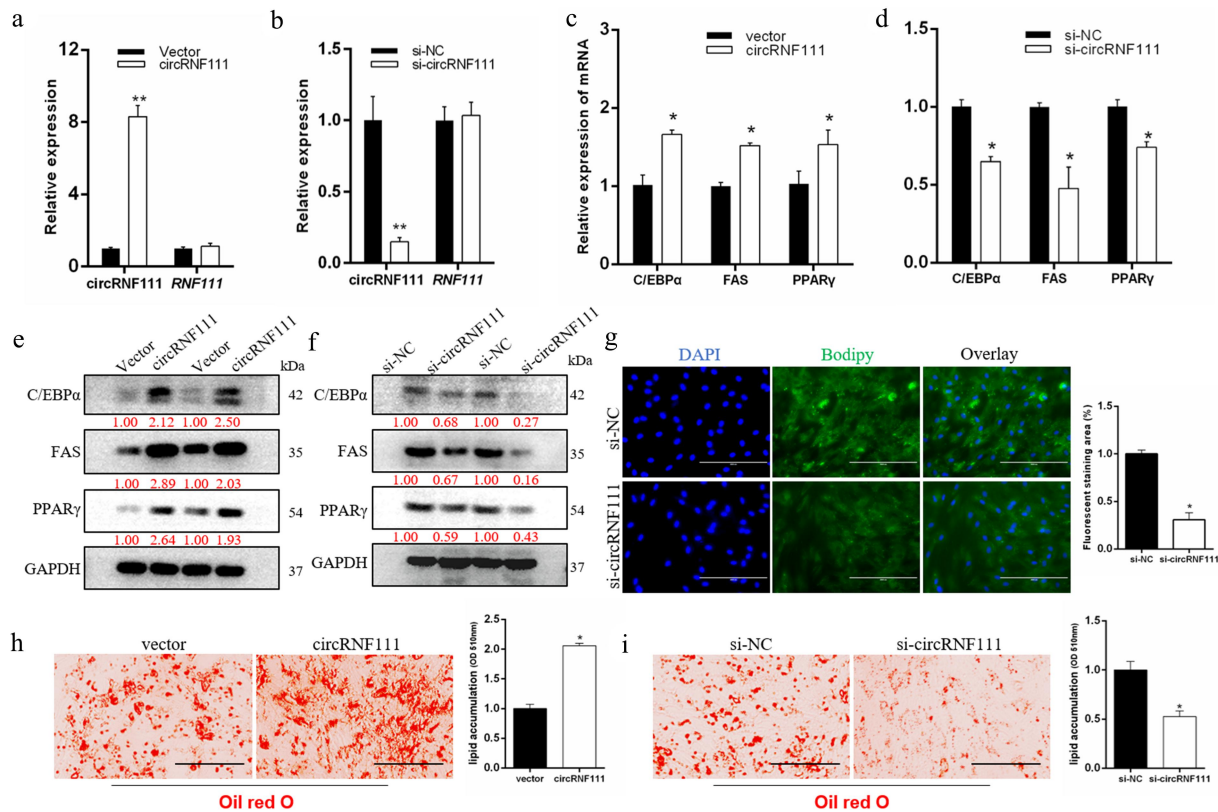 a
Vector
circRNF111
Relative expression
12
8
4
0
**
circRNF111
RNF111
b
si-NC
si-circRNF111
Relative expression
1.5
1.0
0.5
0.0
**
circRNF111
RNF111
c
vector
circRNF111
Relative expression of mRNA
3
2
1
0
*
*
*
C/EBPα
FAS
PPARγ
d
si-NC
si-circRNF111
1.5
1.0
0.5
0.0
*
*
*
C/EBPα
FAS
PPARγ
e
Vector
circRNF111
Vector
circRNF111
kDa
C/EBPα
42
1.00 2.12 1.00 2.50
FAS
35
1.00 2.89 1.00 2.03
PPARγ
54
1.00 2.64 1.00 1.93
GAPDH
37
f
si-NC
si-circRNF111
si-NC
si-circRNF111
kDa
C/EBPα
42
1.00 0.68 1.00 0.27
FAS
35
1.00 0.67 1.00 0.16
PPARγ
54
1.00 0.59 1.00 0.43
GAPDH
37
g
DAPI
Bodipy
Overlay
si-NC
si-circRNF111
Fluorescent staining area (%)
1.5
1.0
0.5
0.0
*
si-NC
si-circRNF111
h
vector
circRNF111
Oil red O
lipid accumulation (OD 510nm)
2.5
2.0
1.5
1.0
0.5
0.0
*
vector
circRNF111
i
si-NC
si-circRNF111
Oil red O
lipid accumulation (OD 510nm)
1.5
1.0
0.5
0.0
*
si-NC
si-circRNF111